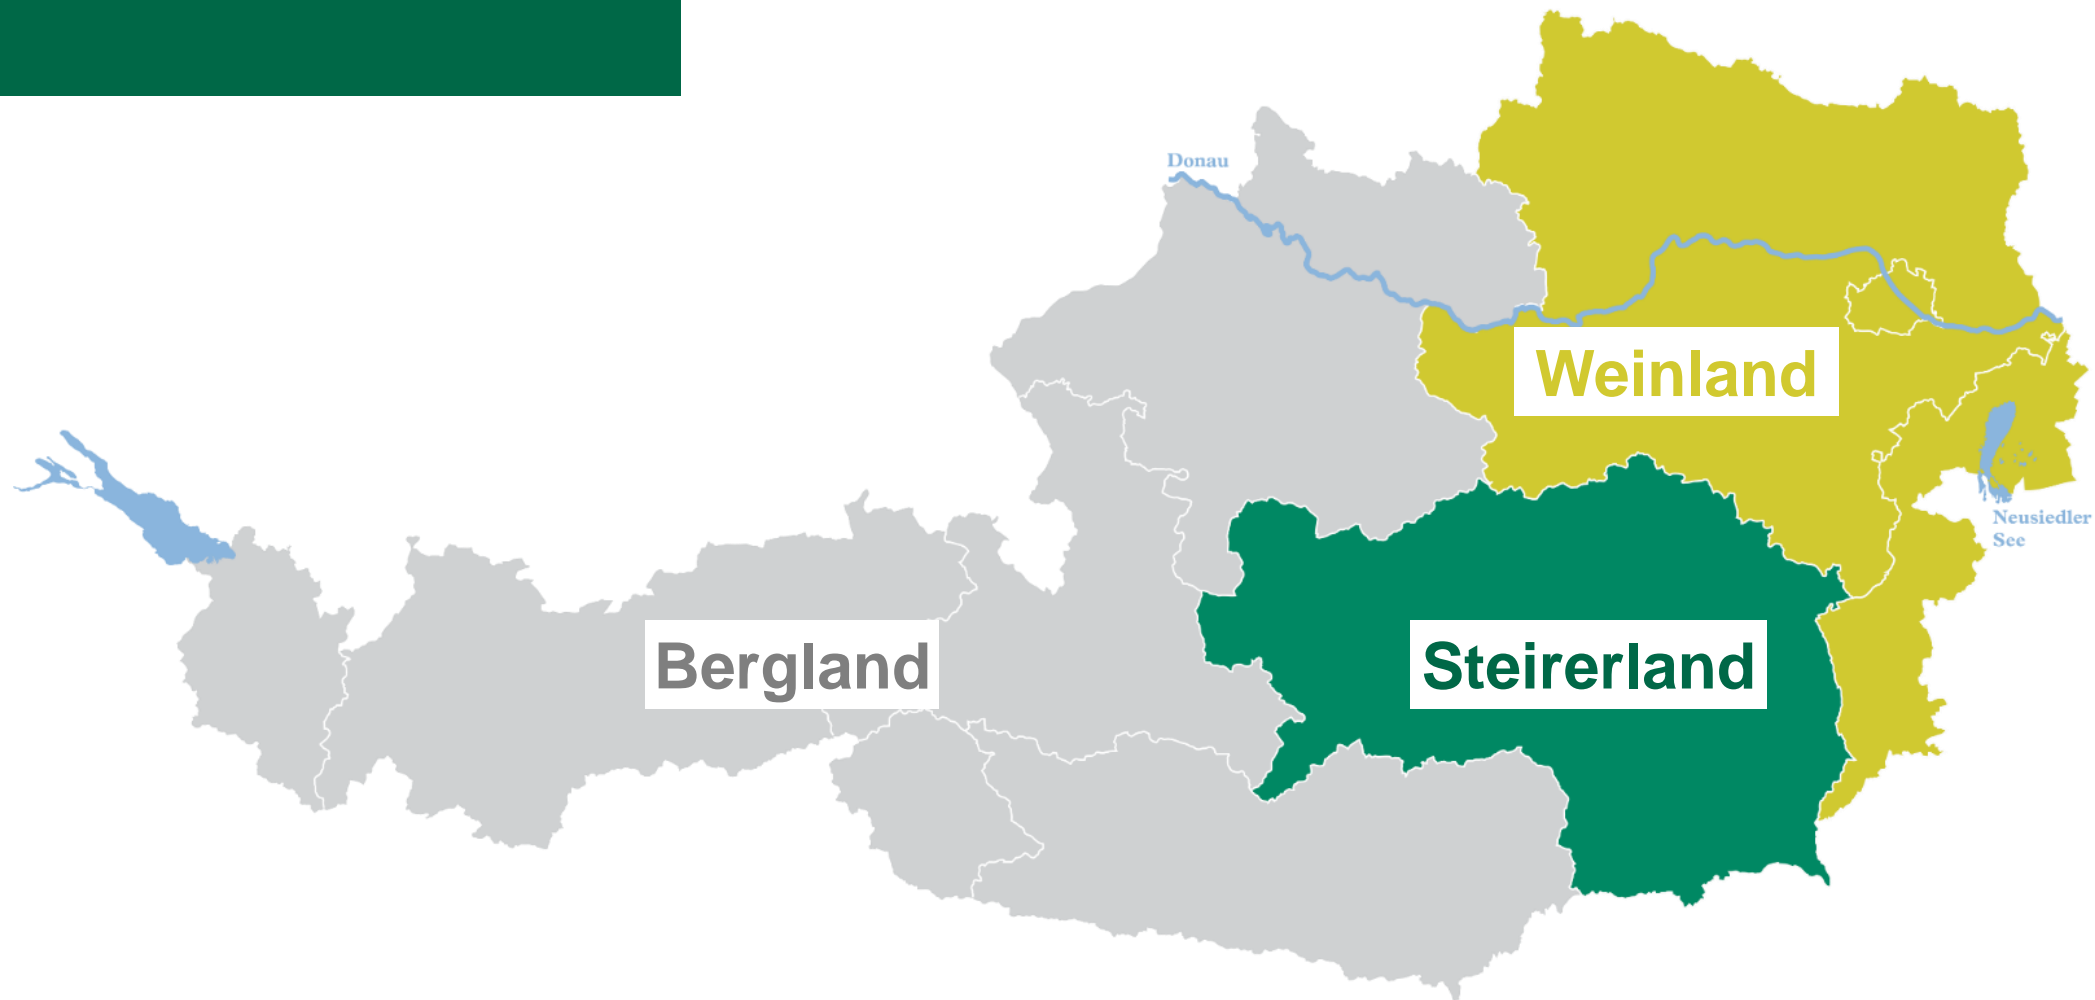 Donau
Weinland
Neusiedler
See
Bergland
Steirerland